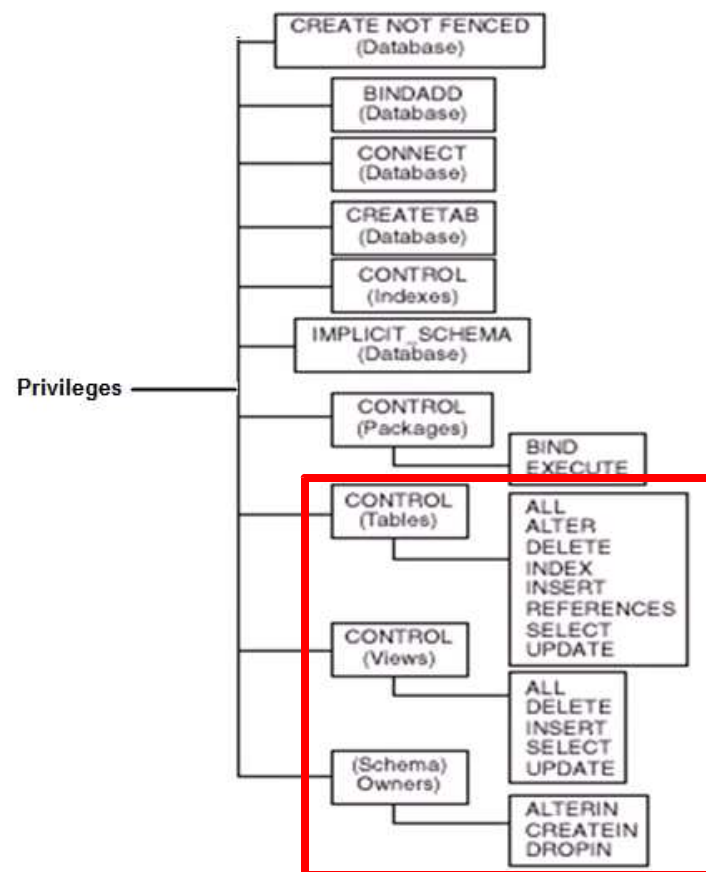 CREATE NOT FENCED
(Database)
BINDADD
(Database)
CONNECT
(Database)
CREATETAB
(Database)
CONTROL
(Indexes)
IMPLICIT_SCHEMA
(Database)
Privileges
CONTROL
(Packages)
BIND
EXECUTE
CONTROL
(Tables)
ALL
ALTER
DELETE
INDEX
INSERT
REFERENCES
SELECT
UPDATE
CONTROL
(Views)
ALL
DELETE
INSERT
SELECT
UPDATE
(Schema)
Owners)
ALTERIN
CREATEIN
DROPIN